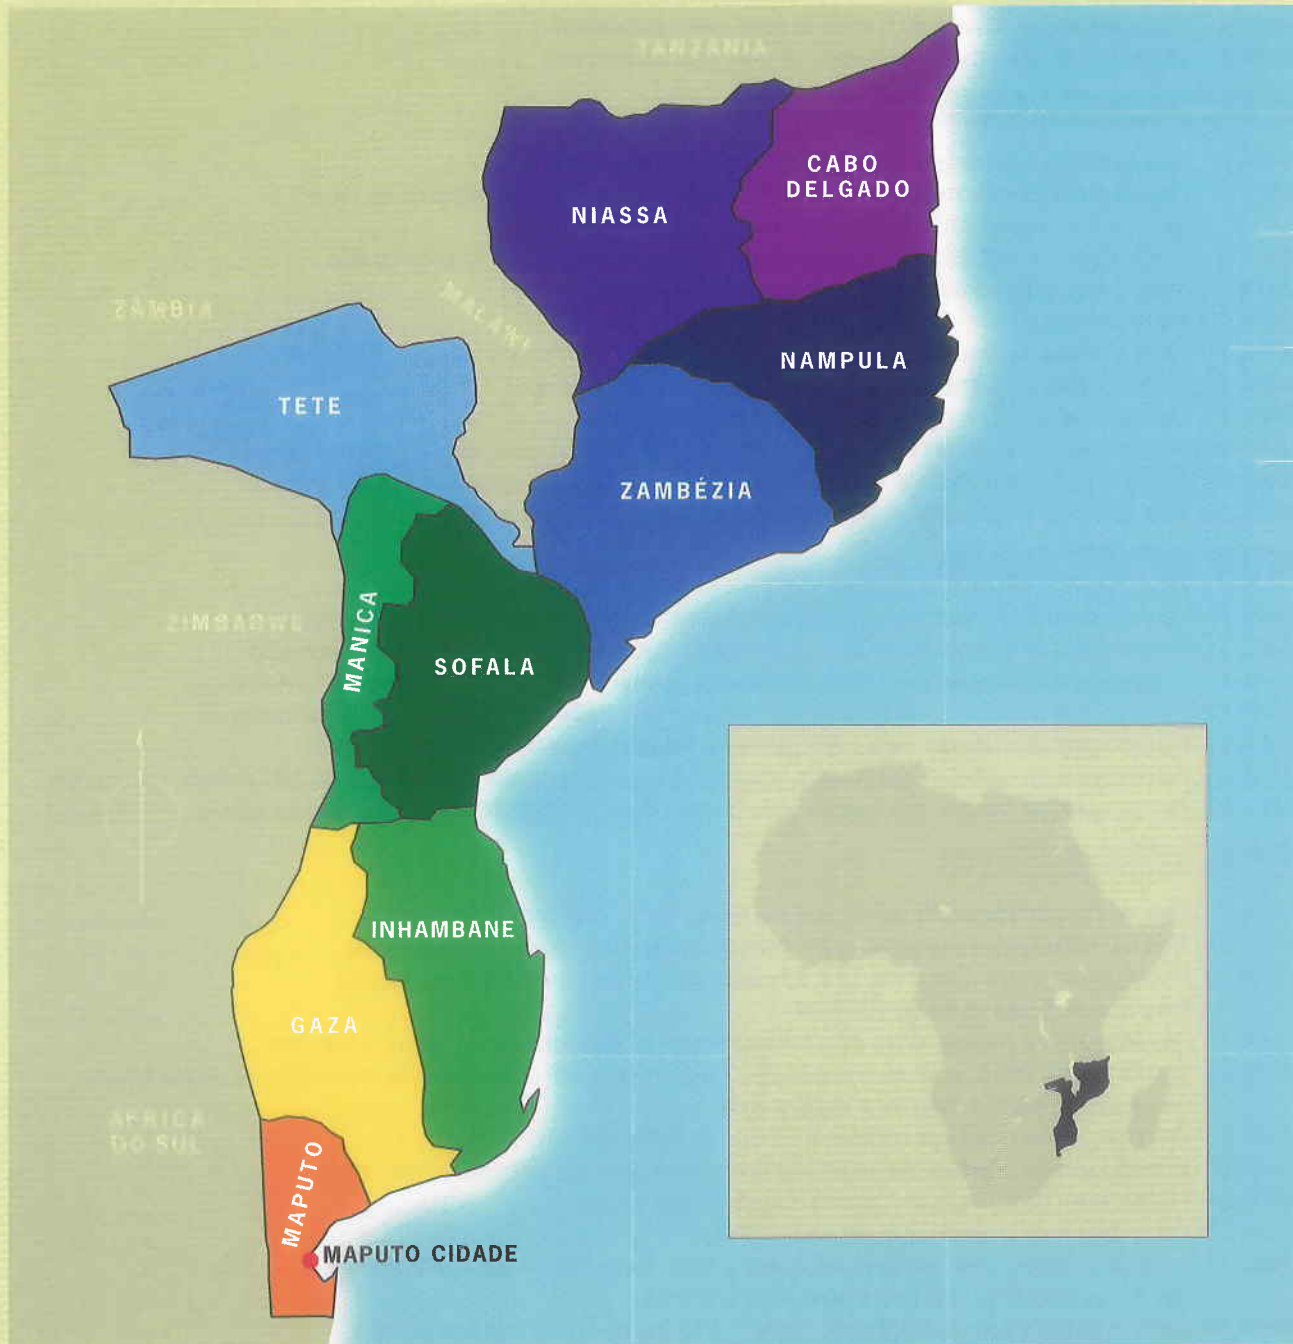 TANZANIA
CABO
DELGADO
NIASSA
ZÂMBIA
MALAWI
NAMPULA
TETE
ZAMBÉZIA
MANICA
ZIMBABWE
SOFALA
INHAMBANE
GAZA
ÁFRICA
DO SUL
MAPUTO
MAPUTO CIDADE